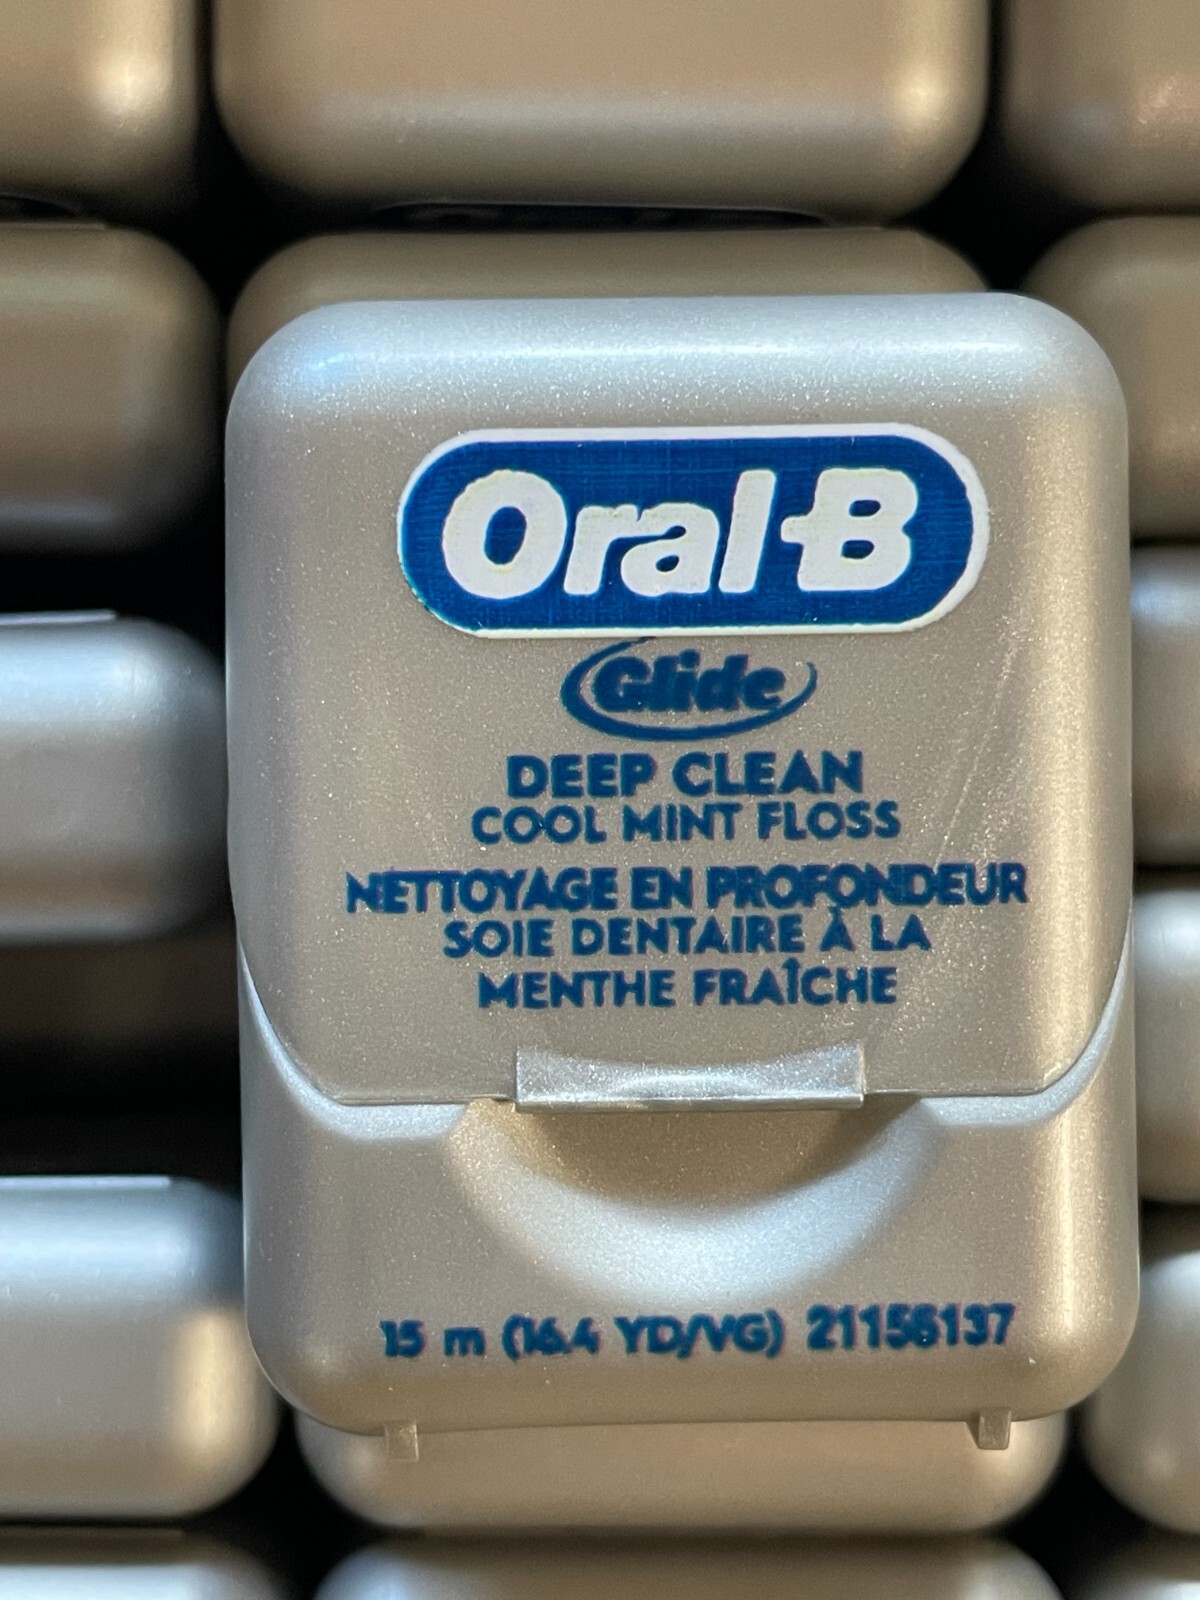 Oral-B
Glide
DEEP CLEAN
COOL MINT FLOSS
NETTOYAGE EN PROFONDEUR
SOIE DENTAIRE À LA
MENTHE FRAÎCHE
15 m (16.4 YD/VG) 21156137